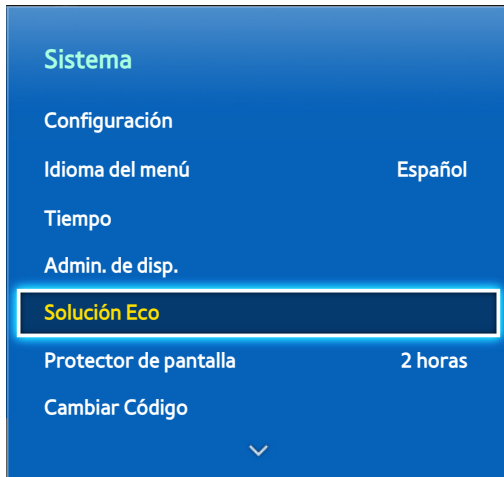 Sistema
Configuración
Idioma del menú Español
Tiempo
Admin. de disp.
Solución Eco
Protector de pantalla 2 horas
Cambiar Código